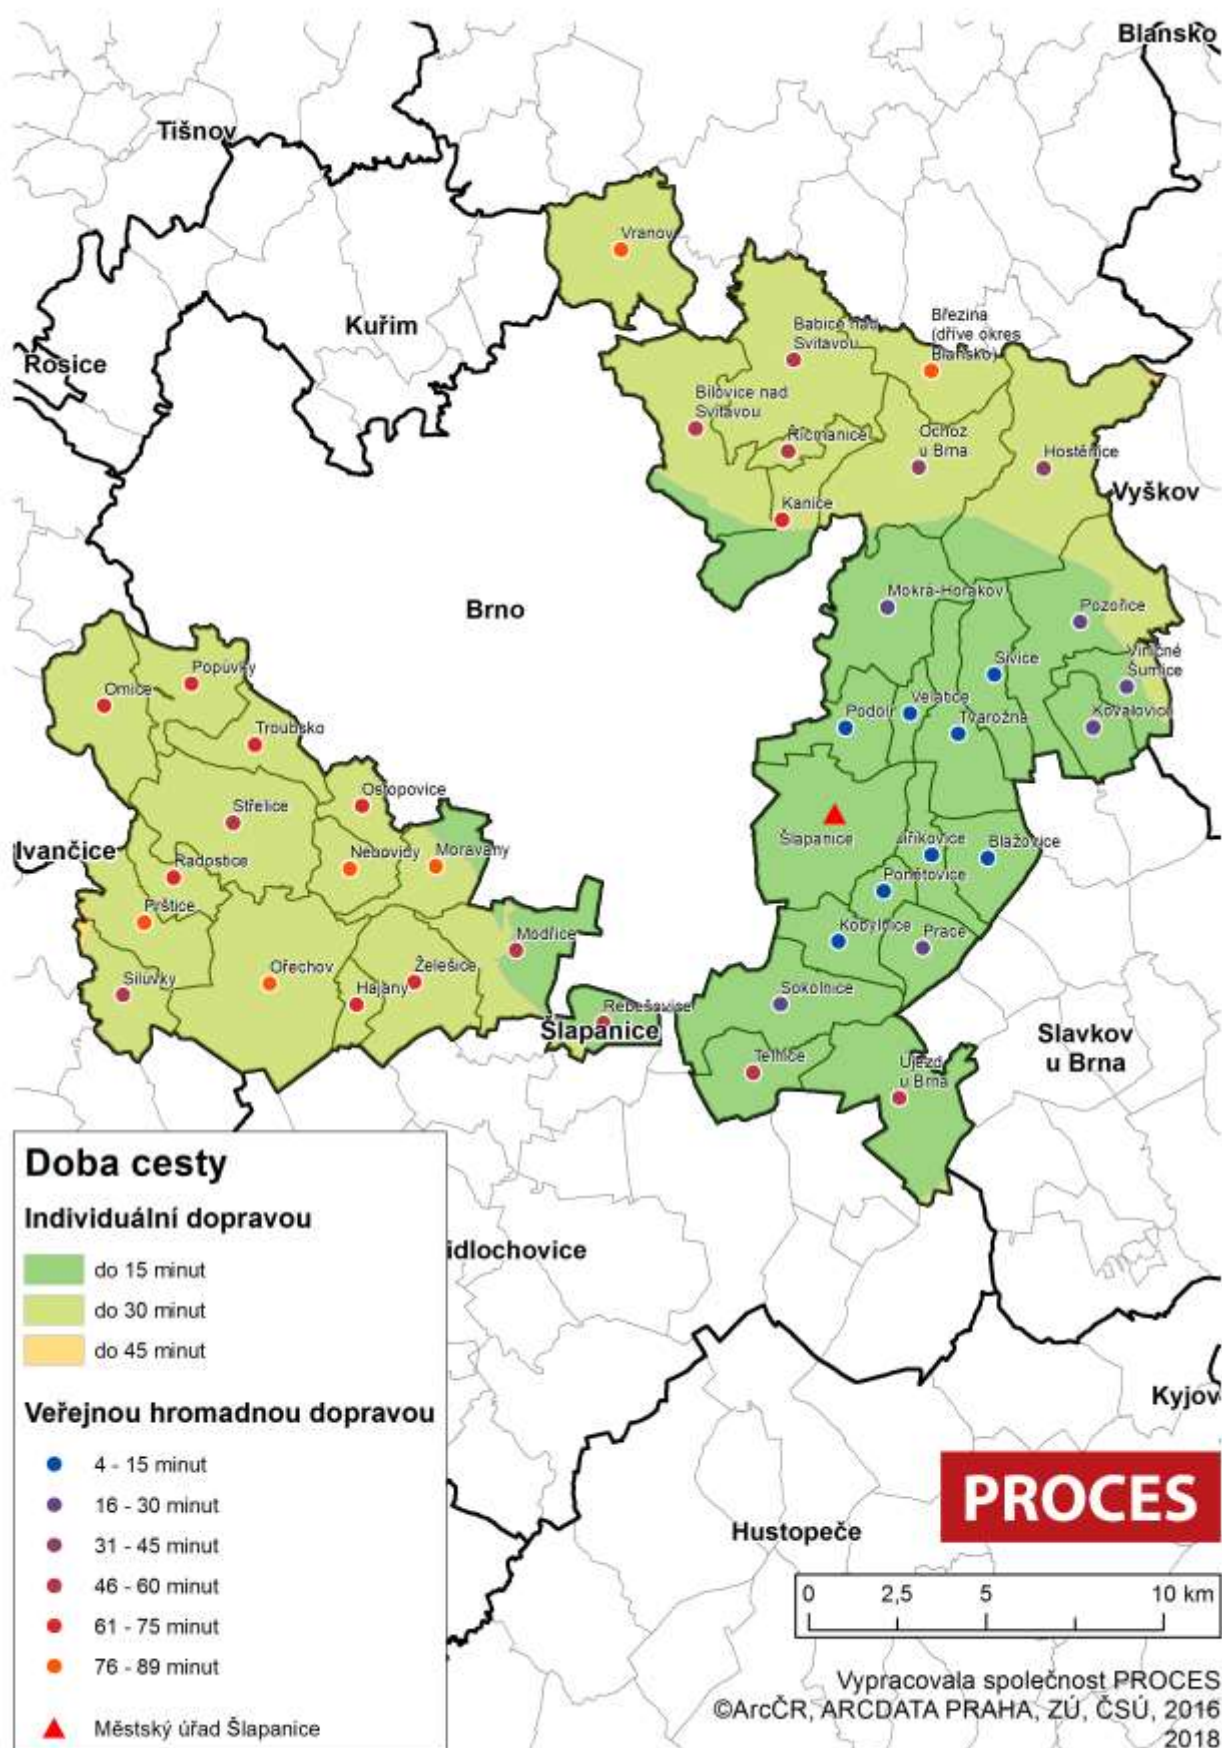 Blansko
Tišnov
Vranov
Kuřim
Rosice
Babice nad
Svitavou
Březina
(dříve okres
Blansko)
Bílovice nad
Svitavou
Řícmanice
Ochoz
u Brna
Hostěnice
Vyškov
Kanice
Brno
Mokrá-Horákov
Pozořice
Sivice
Viničné
Šumice
Omice
Popůvky
Troubsko
Podolí
Velatice
Tvarožná
Kovalovice
Ostopovice
Střelice
Ivančice
Radostice
Nebovidy
Moravany
Šlapanice
Jiříkovice
Blažovice
Ponětovice
Prštice
Modřice
Kobylnice
Prace
Silůvky
Ořechov
Hajany
Želešice
Rebešovice
Sokolnice
Šlapanice
Slavkov
u Brna
Telnice
Újezd
u Brna
Doba cesty
Individuální dopravou
do 15 minut
do 30 minut
do 45 minut
idlochovice
Veřejnou hromadnou dopravou
4 - 15 minut
16 - 30 minut
31 - 45 minut
46 - 60 minut
61 - 75 minut
76 - 89 minut
Městský úřad Šlapanice
Kyjov
PROCES
Hustopeče
0 2,5 5 10 km
Vypracovala společnost PROCES
©ArcČR, ARCDATA PRAHA, ZÚ, ČSÚ, 2016
2018